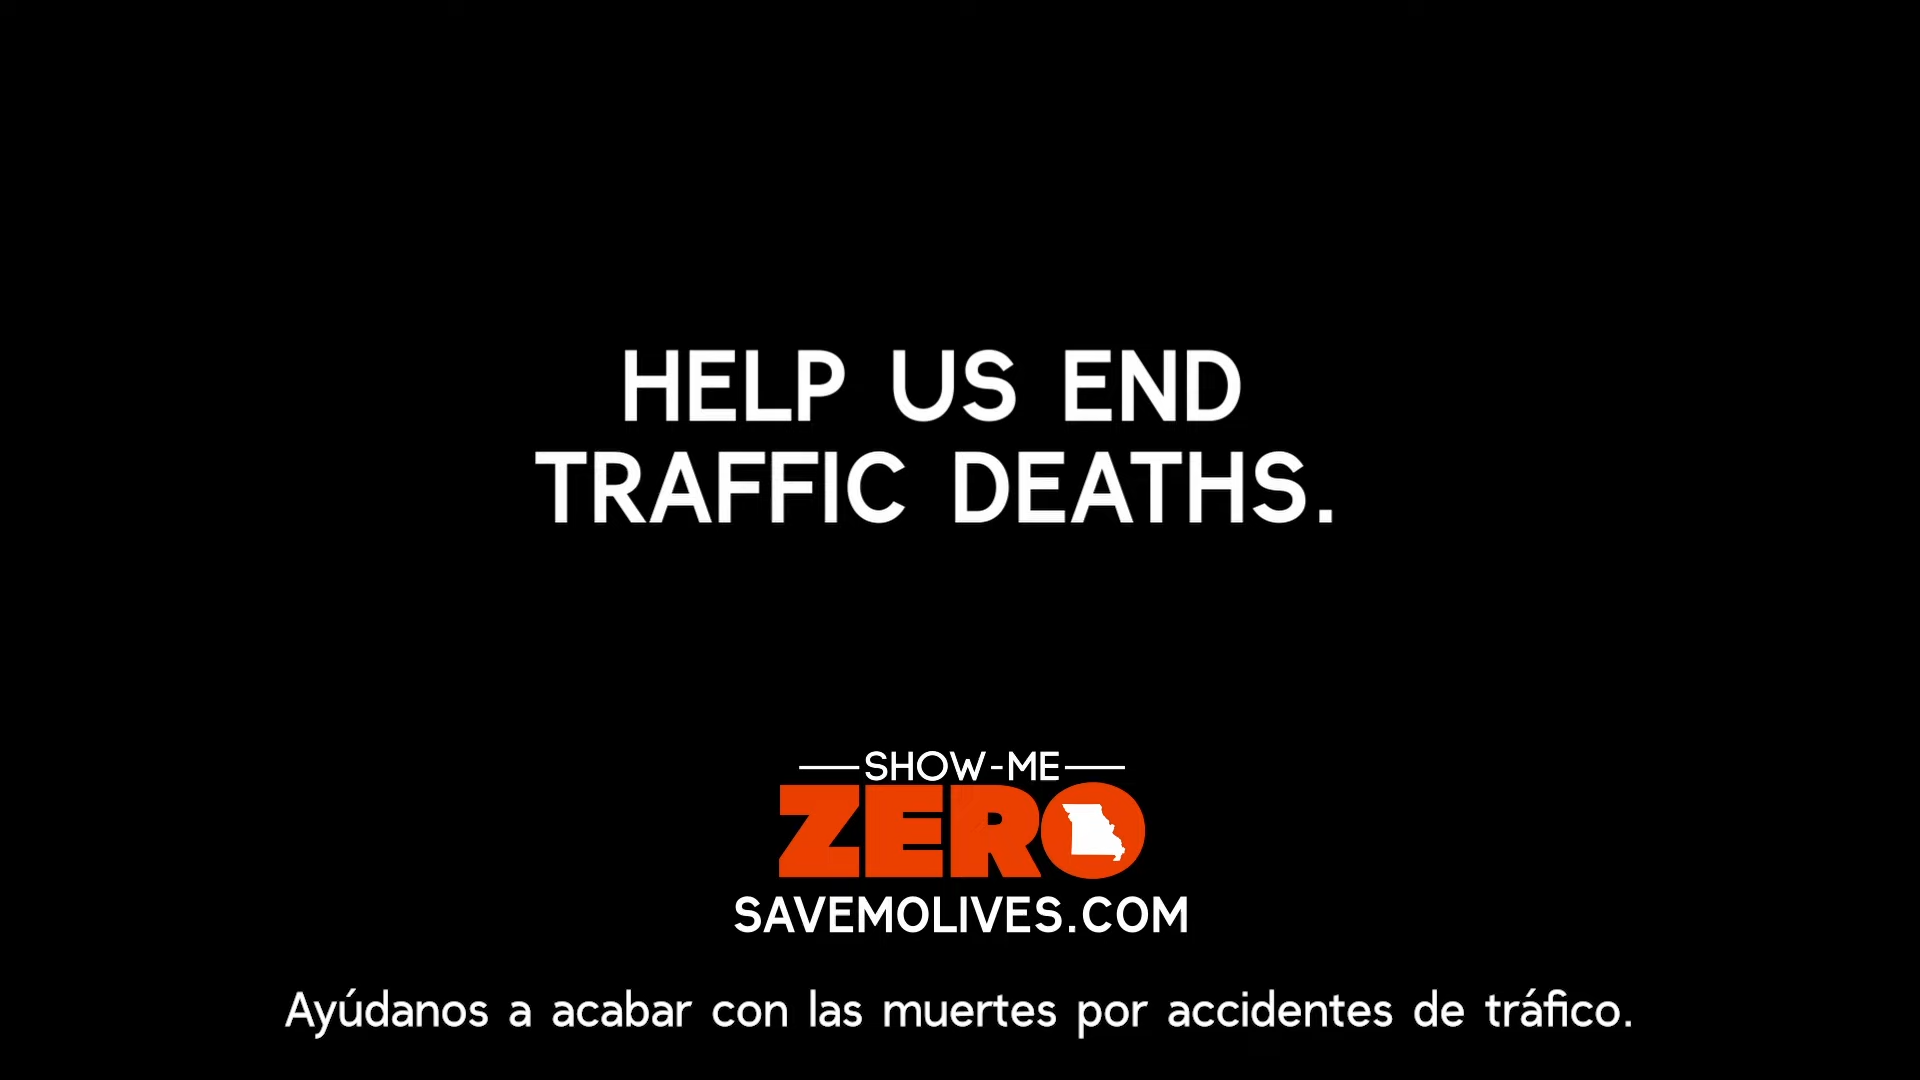 HELP US END
TRAFFIC DEATHS.
SHOW-ME
ZERO
SAVEMOLIVES.COM
Ayúdanos a acabar con las muertes por accidentes de tráfico.